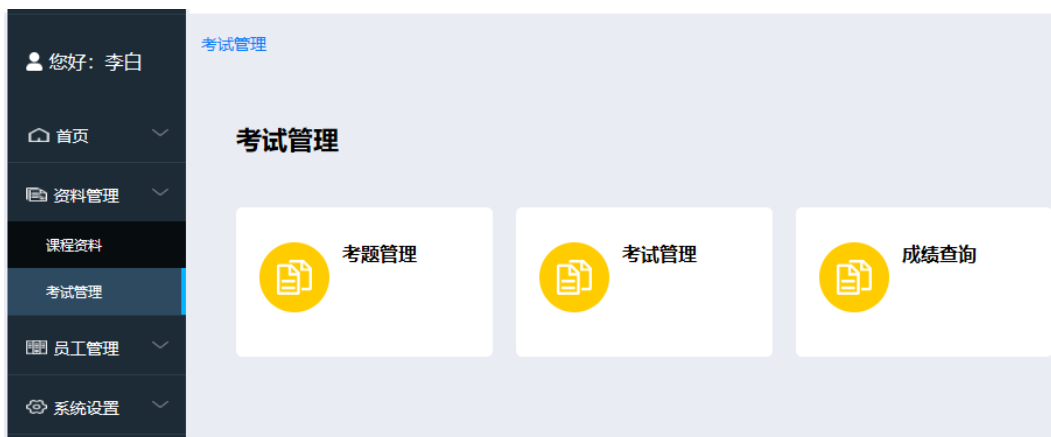 您好：李白
首页
资料管理
课程资料
考试管理
员工管理
系统设置
考试管理
考试管理
考题管理
考试管理
成绩查询